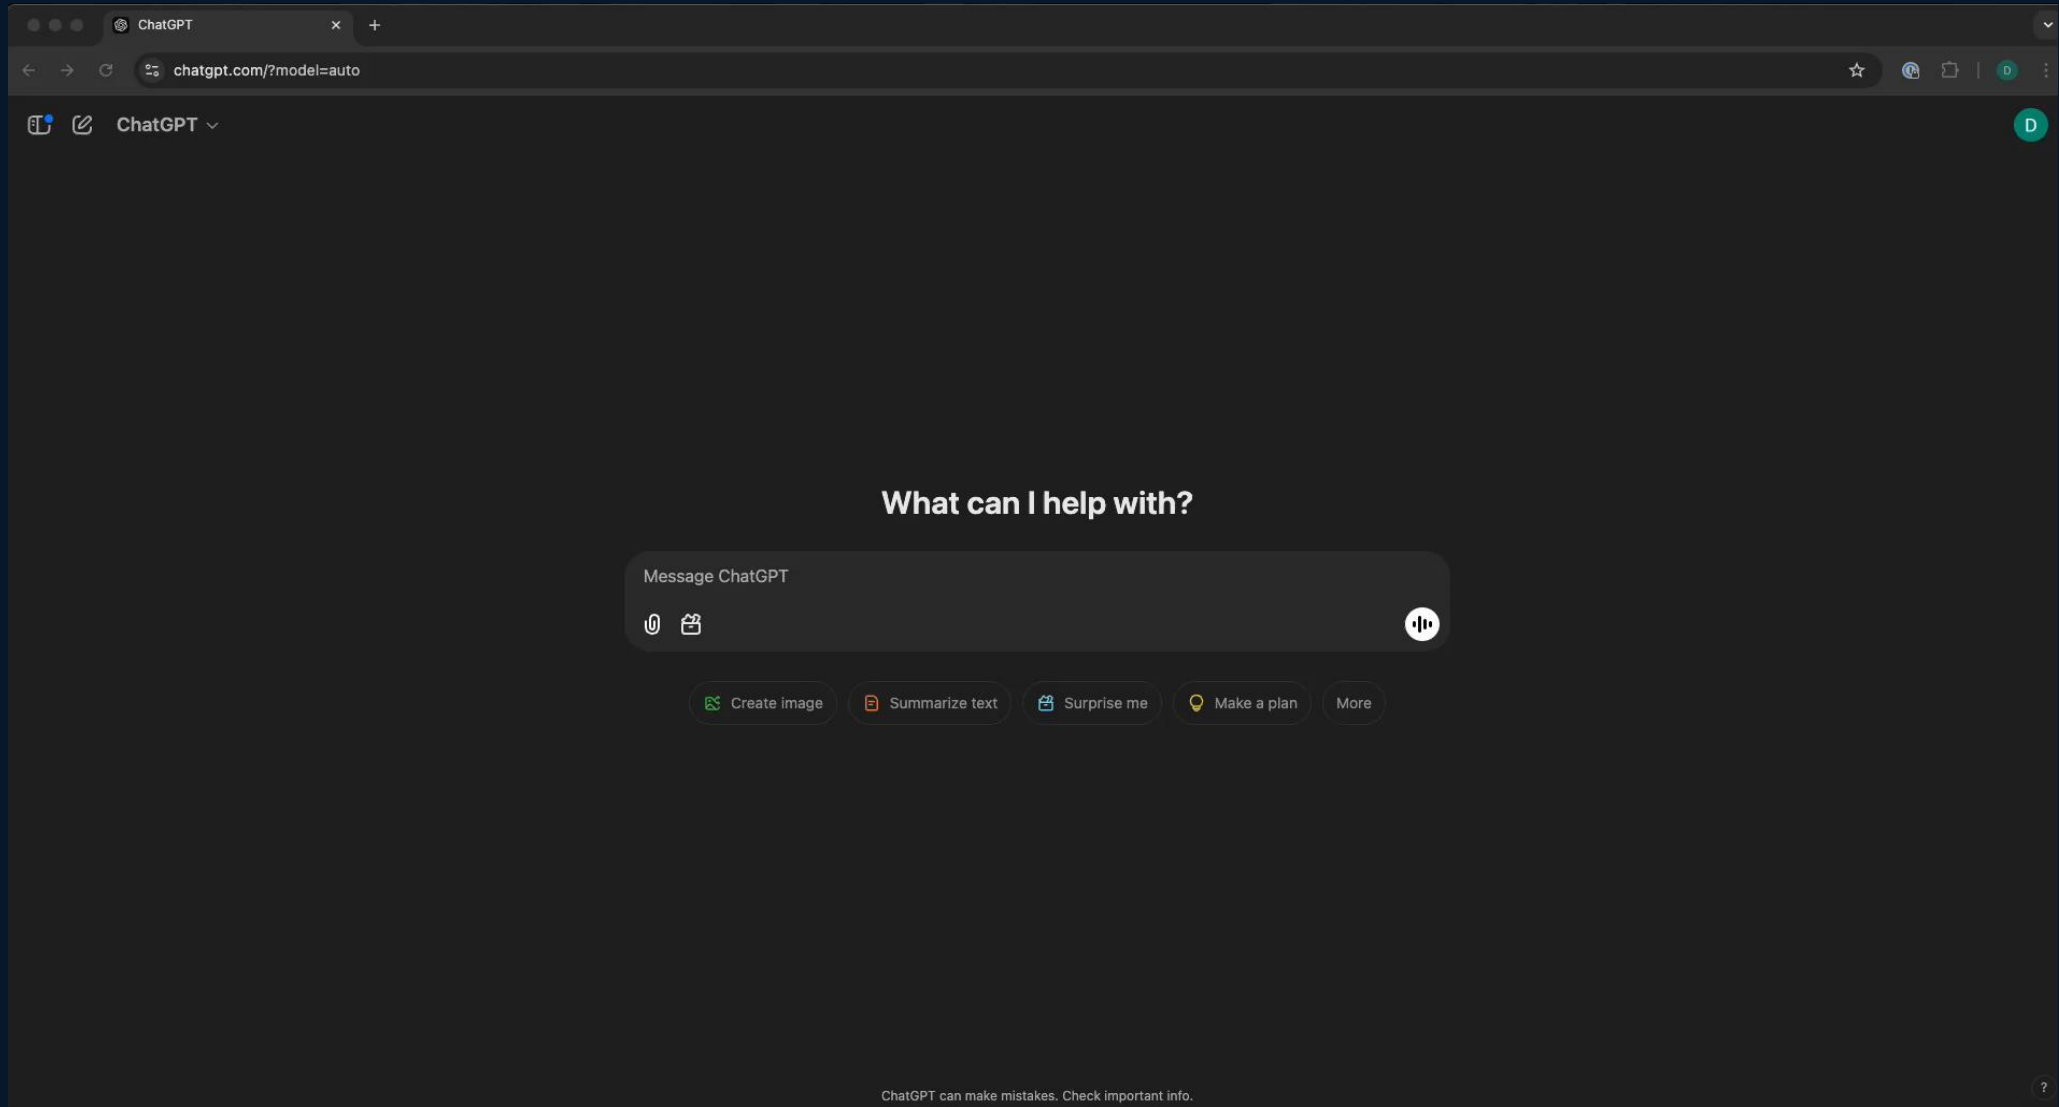 ChatGPT
chatgpt.com/?model=auto
D
ChatGPT
D
What can I help with?
Message ChatGPT
Create image
Summarize text
Surprise me
Make a plan
More
ChatGPT can make mistakes. Check important info.
?